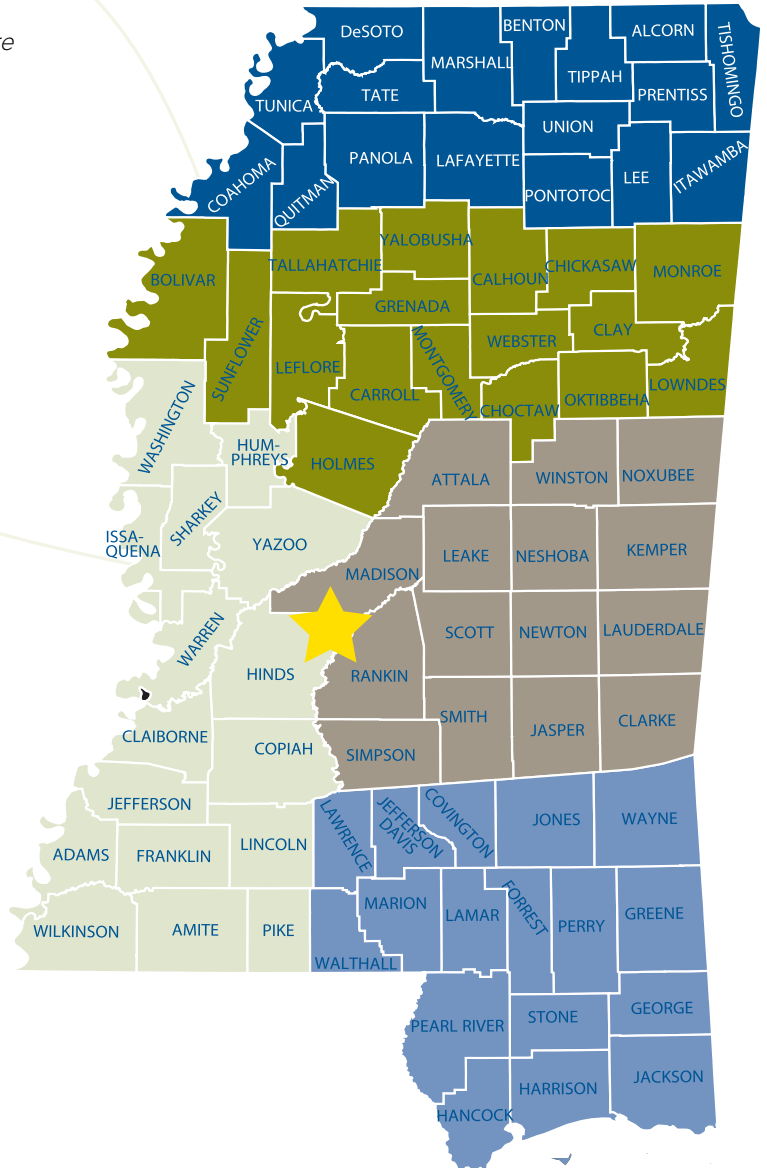 te
DeSOTO
BENTON
ALCORN
TISHOMINGO
MARSHALL
TIPPAH
TATE
PRENTISS
TUNICA
UNION
PANOLA
LAFAYETTE
ITAWAMBA
LEE
COAHOMA
QUITMAN
PONTOTOC
YALOBUSHA
TALLAHATCHIE
CHICKASAW
MONROE
BOLIVAR
CALHOUN
GRENADA
CLAY
WEBSTER
SUNFLOWER
LEFLORE
MONTGOMERY
LOWNDES
CARROLL
OKTIBBEHA
CHOCTAW
WASHINGTON
HUM-
PHREYS
HOLMES
ATTALA
WINSTON
NOXUBEE
SHARKEY
ISSA-
QUENA
YAZOO
LEAKE
NESHOBA
KEMPER
MADISON
WARREN
SCOTT
NEWTON
LAUDERDALE
HINDS
RANKIN
SMITH
JASPER
CLARKE
CLAIBORNE
COPIAH
SIMPSON
JEFFERSON
LAWRENCE
JEFFERSON
DAVIS
COVINGTON
JONES
WAYNE
LINCOLN
ADAMS
FRANKLIN
MARION
LAMAR
FORREST
PERRY
GREENE
WILKINSON
AMITE
PIKE
WALTHALL
PEARL RIVER
STONE
GEORGE
JACKSON
HARRISON
HANCOCK